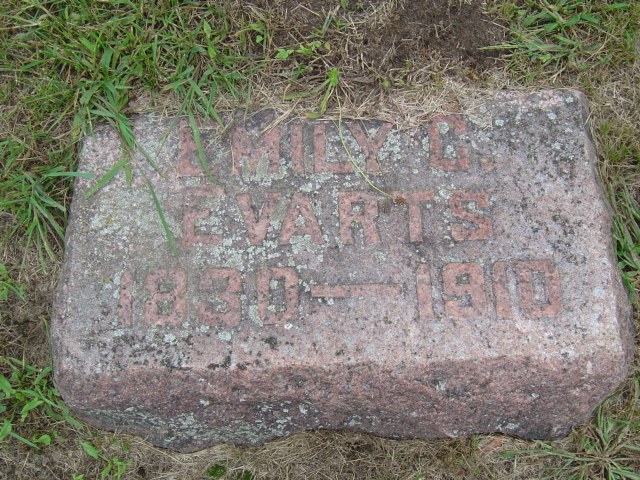 EMILY C.
EVARTS
1830 — 1910